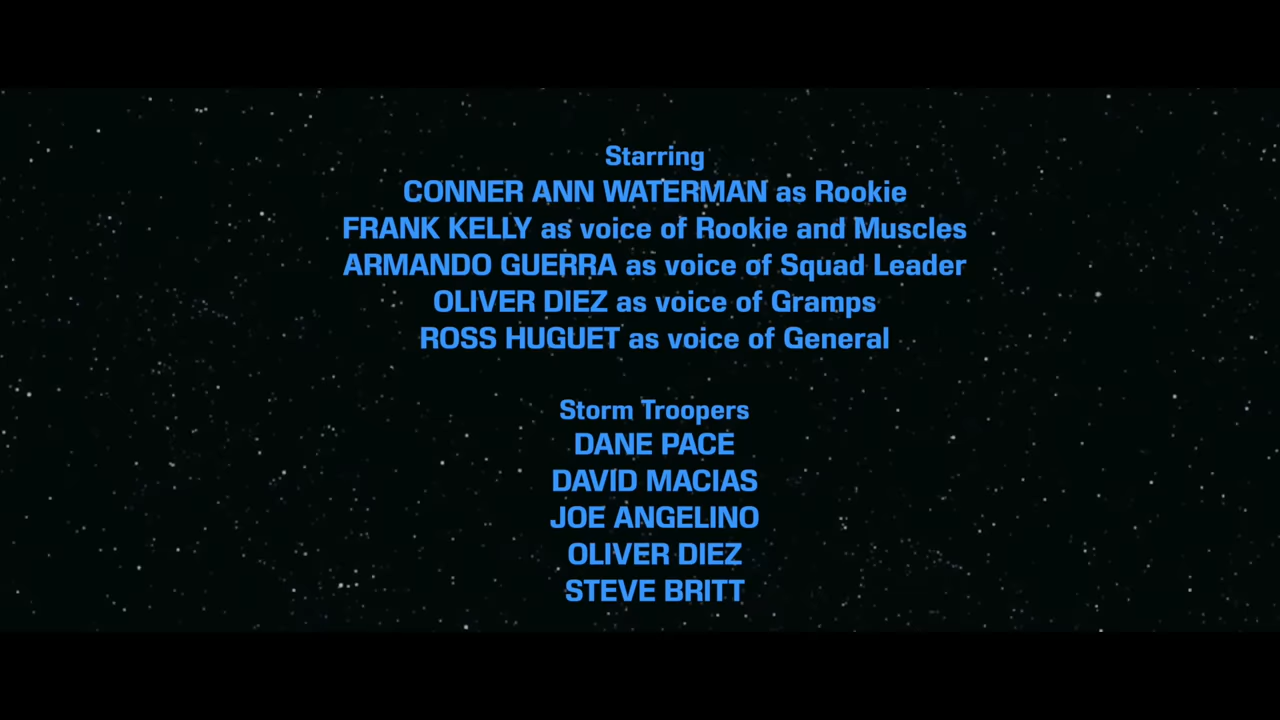 Starring
CONNER ANN WATERMAN as Rookie
FRANK KELLY as voice of Rookie and Muscles
ARMANDO GUERRA as voice of Squad Leader
OLIVER DIEZ as voice of Gramps
ROSS HUGUET as voice of General
Storm Troopers
DANE PACE
DAVID MACIAS
JOE ANGELINO
OLIVER DIEZ
STEVE BRITT